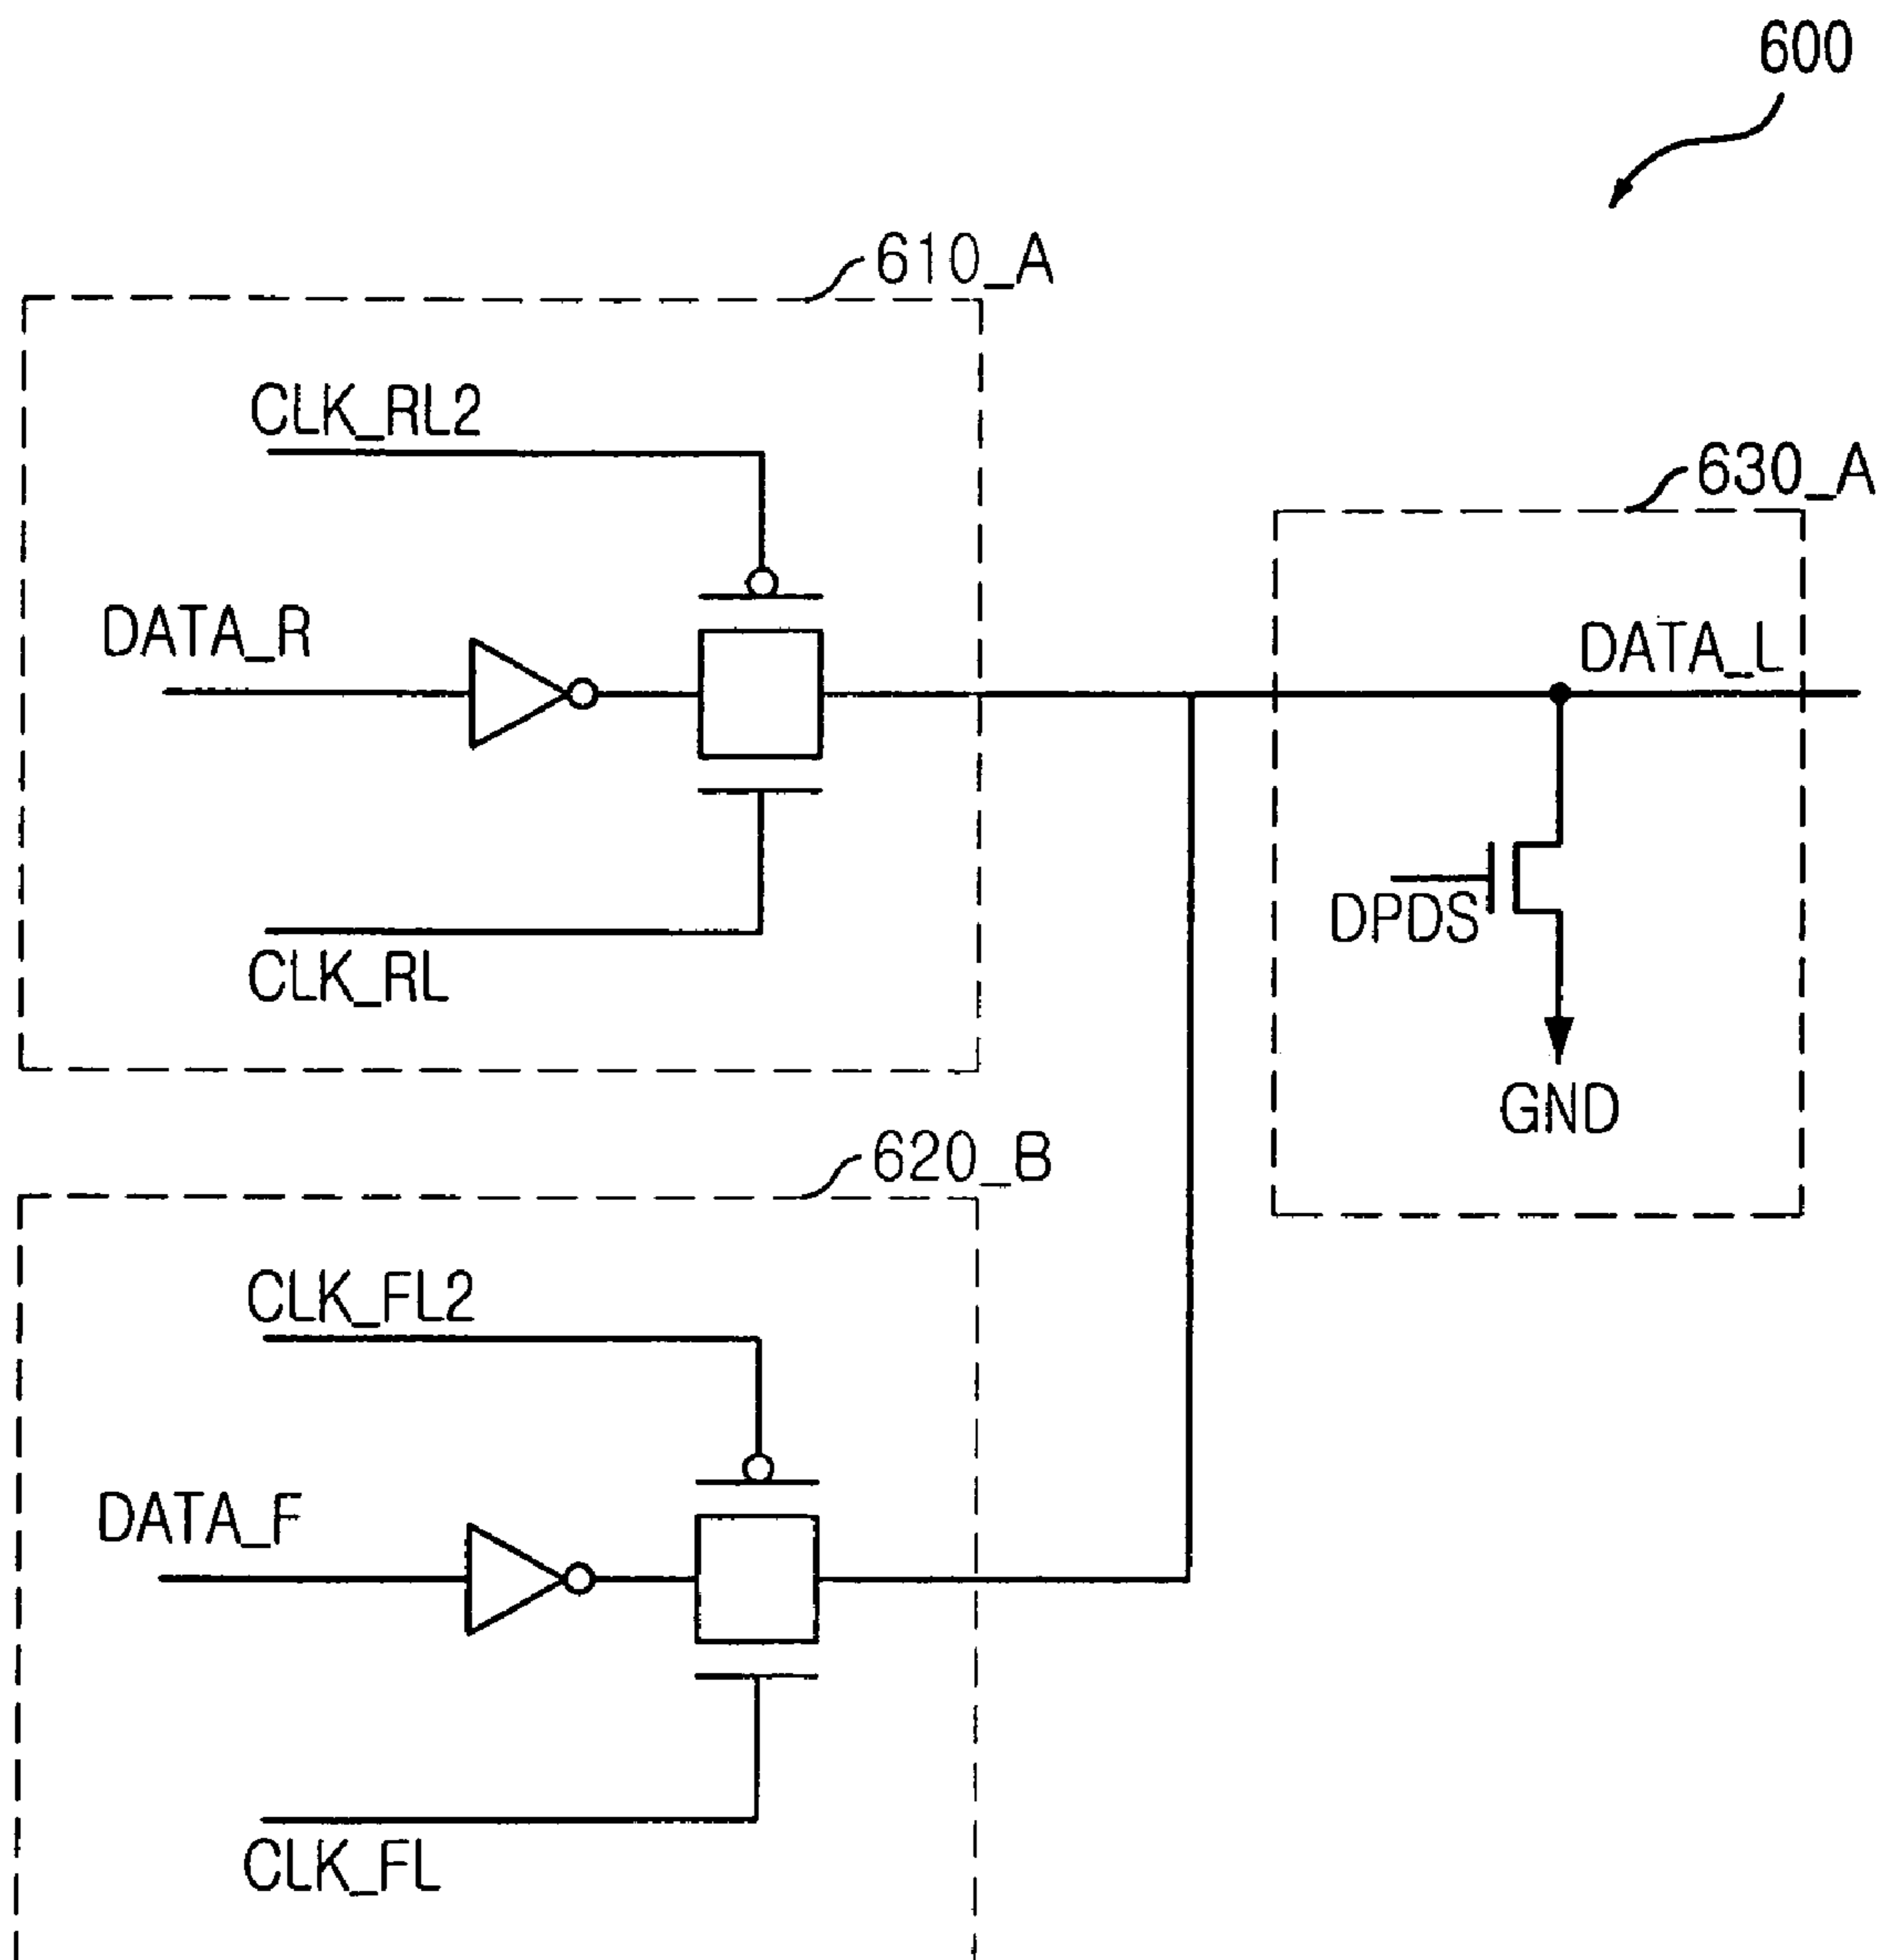 600
610_A
CLK_RL2
630_A
DATA_R
DATA_L
DPDS
CLK_RL
GND
620_B
CLK_FL2
DATA_F
CLK_FL